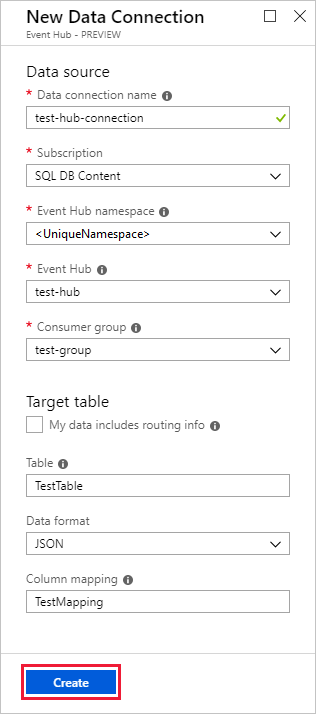 New Data Connection
Event Hub - PREVIEW
Data source
* Data connection name
test-hub-connection
* Subscription
SQL DB Content
* Event Hub namespace
<UniqueNamespace>
* Event Hub
test-hub
* Consumer group
test-group
Target table
My data includes routing info
Table
TestTable
Data format
JSON
Column mapping
TestMapping
Create